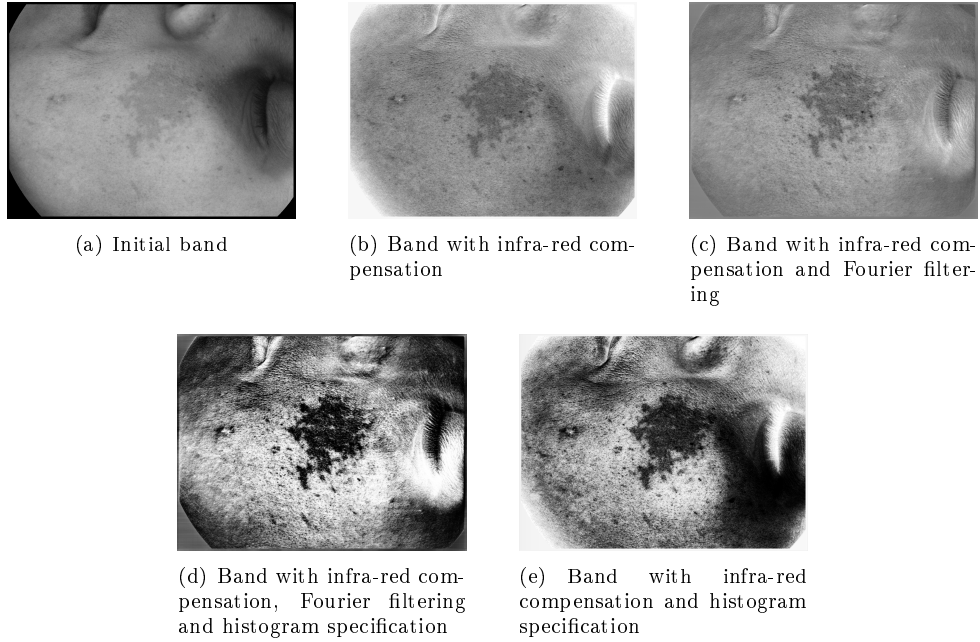 (a) Initial band
(b) Band with infra-red com-
pensation
(c) Band with infra-red com-
pensation and Fourier filter-
ing
(d) Band with infra-red com-
pensation, Fourier filtering
and histogram specification
(e) Band with infra-red
compensation and histogram
specification